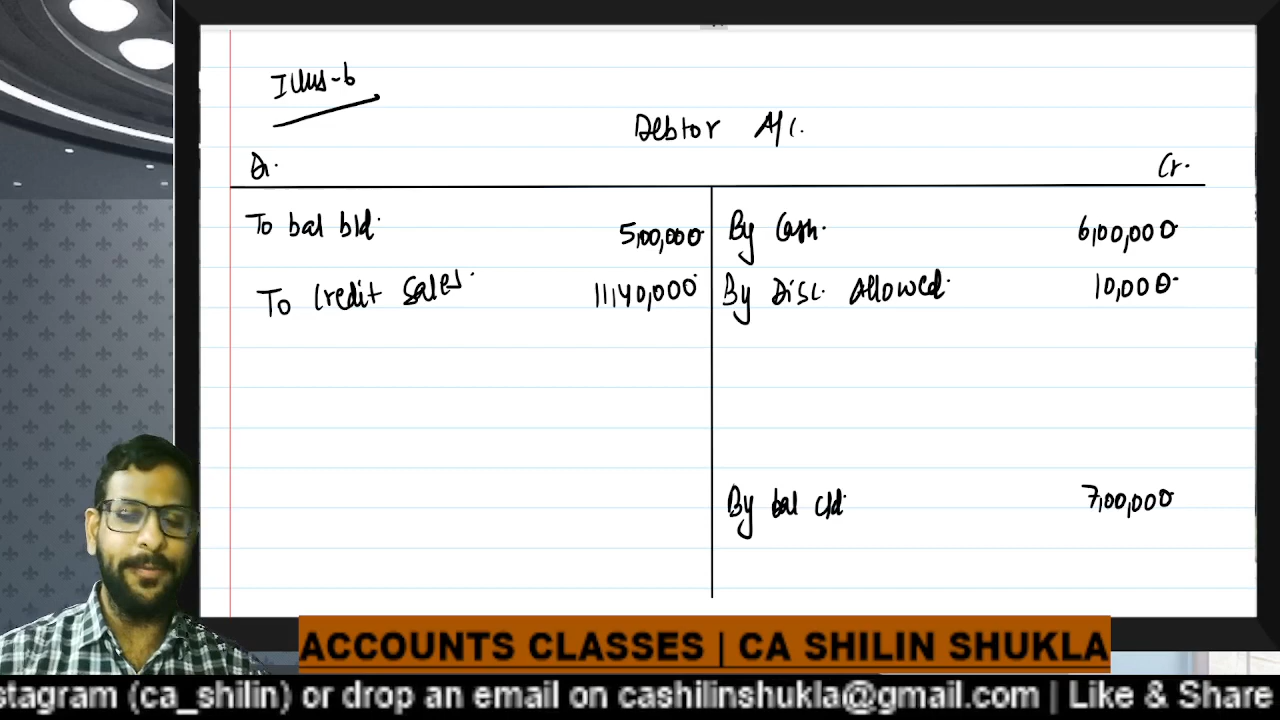 Illus-6
Debtor A/c.
Dr. Cr.
To bal b/d. 5,00,000 By Cash. 6,00,000
To Credit Sales. 11,40,000 By Disc. Allowed. 10,000
By bal c/d. 7,00,000
ACCOUNTS CLASSES | CA SHILIN SHUKLA
stagram (ca_shilin) or drop an email on cashilinshukla@gmail.com | Like & Share